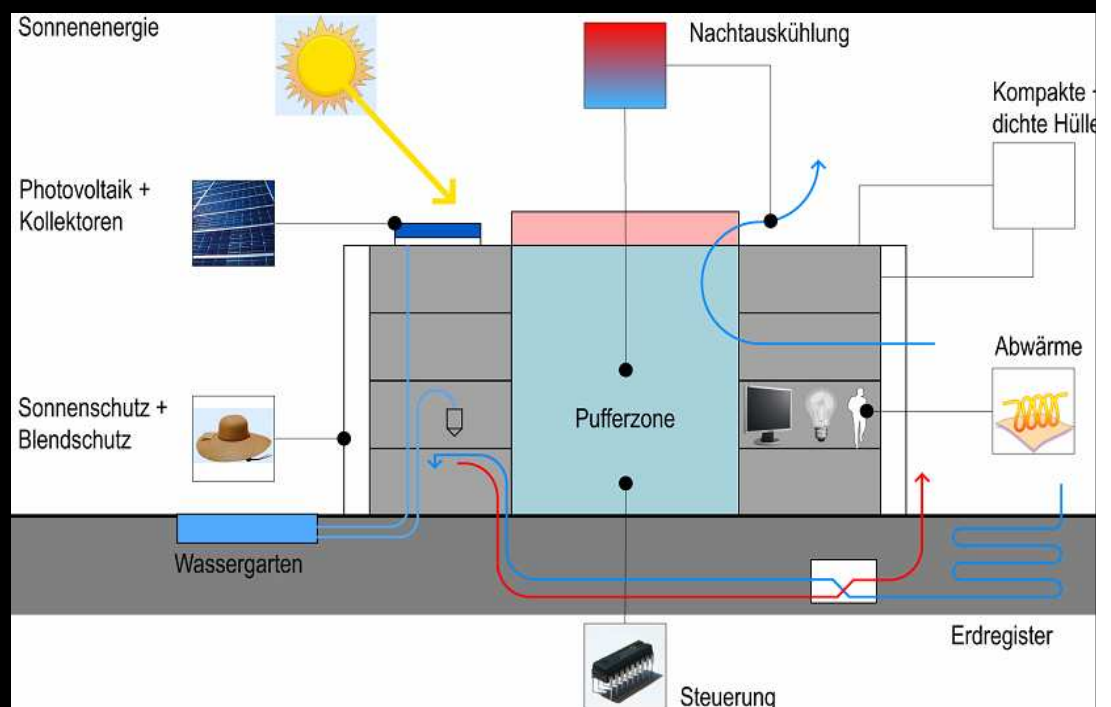 Sonnenenergie
Nachtauskühlung
Kompakte +
dichte Hülle
Photovoltaik +
Kollektoren
Abwärme
Sonnenschutz +
Blendschutz
Pufferzone
Wassergarten
Erdregister
Steuerung